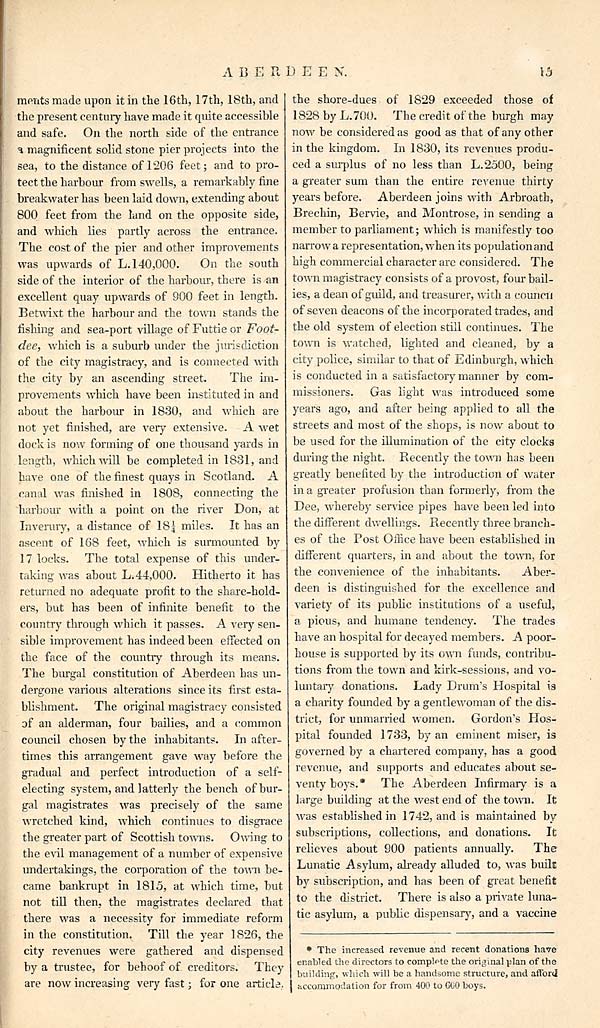 ABERDEEN. 15
ments made upon it in the 16th, 17th, 18th, and
the present century have made it quite accessible
and safe. On the north side of the entrance
a magnificent solid stone pier projects into the
sea, to the distance of 1206 feet; and to pro-
tect the harbour from swells, a remarkably fine
breakwater has been laid down, extending about
800 feet from the land on the opposite side,
and which lies partly across the entrance.
The cost of the pier and other improvements
was upwards of L.140,000. On the south
side of the interior of the harbour, there is an
excellent quay upwards of 900 feet in length.
Betwixt the harbour and the town stands the
fishing and sea-port village of Futtie or Foot-
dee, which is a suburb under the jurisdiction
of the city magistracy, and is connected with
the city by an ascending street. The im-
provements which have been instituted in and
about the harbour in 1830, and which are
not yet finished, are very extensive. A wet
dock is now forming of one thousand yards in
length, which will be completed in 1831, and
have one of the finest quays in Scotland. A
canal was finished in 1808, connecting the
harbour with a point on the river Don, at
Inverury, a distance of 18¼ miles. It has an
ascent of 168 feet, which is surmounted by
17 locks. The total expense of this under-
taking was about L.44,000. Hitherto it has
returned no adequate profit to the share-hold-
ers, but has been of infinite benefit to the
country through which it passes. A very sen-
sible improvement has indeed been effected on
the face of the country through its means.
The burgal constitution of Aberdeen has un-
dergone various alterations since its first esta-
blishment. The original magistracy consisted
of an alderman, four bailies, and a common
council chosen by the inhabitants. In after-
times this arrangement gave way before the
gradual and perfect introduction of a self-
electing system, and latterly the bench of bur-
gal magistrates was precisely of the same
wretched kind, which continues to disgrace
the greater part of Scottish towns. Owing to
the evil management of a number of expensive
undertakings, the corporation of the town be-
came bankrupt in 1815, at which time, but
not till then, the magistrates declared that
there was a necessity for immediate reform
in the constitution. Till the year 1826, the
city revenues were gathered and dispensed
by a trustee, for behoof of creditors. They
are now increasing very fast; for one article,
the shore-dues of 1829 exceeded those of
1828 by L.700. The credit of the burgh may
now be considered as good as that of any other
in the kingdom. In 1830, its revenues produ-
ced a surplus of no less than L.2500, being
a greater sum than the entire revenue thirty
years before. Aberdeen joins with Arbroath,
Brechin, Bervie, and Montrose, in sending a
member to parliament; which is manifestly too
narrow a representation, when its population and
high commercial character are considered. The
town magistracy consists of a provost, four bail-
ies, a dean of guild, and treasurer, with a council
of seven deacons of the incorporated trades, and
the old system of election still continues. The
town is watched, lighted and cleaned, by a
city police, similar to that of Edinburgh, which
is conducted in a satisfactory manner by com-
missioners. Gas light was introduced some
years ago, and after being applied to all the
streets and most of the shops, is now about to
be used for the illumination of the city clocks
during the night. Recently the town has been
greatly benefited by the introduction of water
in a greater profusion than formerly, from the
Dee, whereby service pipes have been led into
the different dwellings. Recently three branch-
es of the Post Office have been established in
different quarters, in and about the town, for
the convenience of the inhabitants. Aber-
deen is distinguished for the excellence and
variety of its public institutions of a useful,
a pious, and humane tendency. The trades
have an hospital for decayed members. A poor-
house is supported by its own funds, contribu-
tions from the town and kirk-sessions, and vo-
luntary donations. Lady Drum's Hospital is
a charity founded by a gentlewoman of the dis-
trict, for unmarried women. Gordon's Hos-
pital founded 1733, by an eminent miser, is
governed by a chartered company, has a good
revenue, and supports and educates about se-
venty boys.* The Aberdeen Infirmary is a
large building at the west end of the town. It
was established in 1742, and is maintained by
subscriptions, collections, and donations. It
relieves about 900 patients annually. The
Lunatic Asylum, already alluded to, was built
by subscription, and has been of great benefit
to the district. There is also a private luna-
tic asylum, a public dispensary, and a vaccine
* The increased revenue and recent donations have
enabled the directors to complete the original plan of the
building, which will be a handsome structure, and afford
accommodation for from 400 to 600 boys.